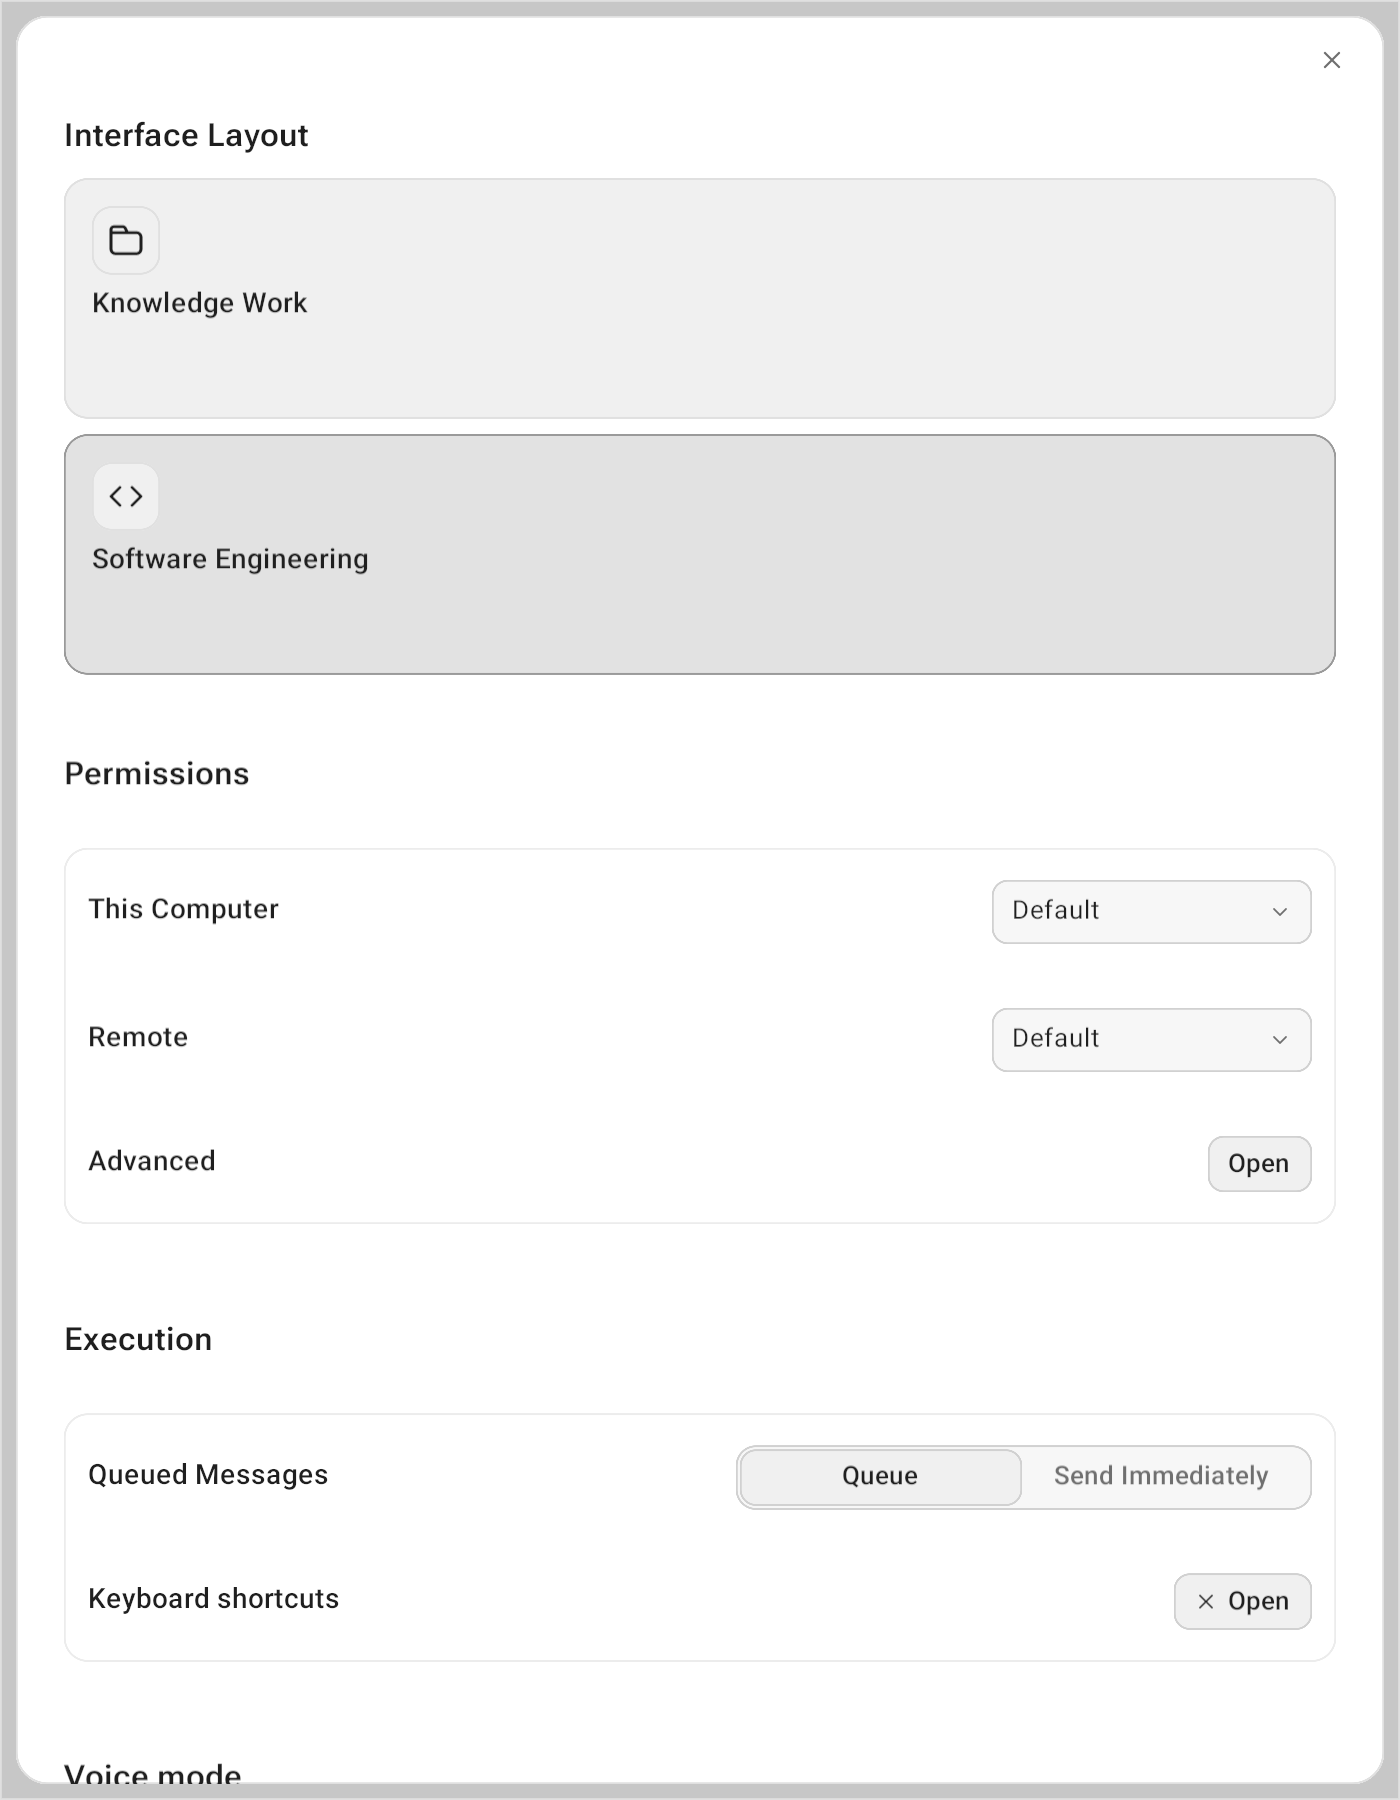 Interface Layout
Knowledge Work
Software Engineering
Permissions
This Computer
Default
Remote
Default
Advanced
Open
Execution
Queued Messages
Queue
Send Immediately
Keyboard shortcuts
Open
Voice mode